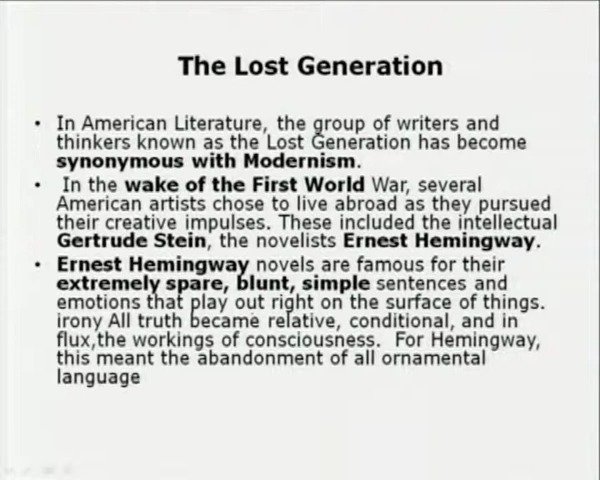 The Lost Generation
• In American Literature, the group of writers and
thinkers known as the Lost Generation has become
synonymous with Modernism.
• In the wake of the First World War, several
American artists chose to live abroad as they pursued
their creative impulses. These included the intellectual
Gertrude Stein, the novelists Ernest Hemingway.
• Ernest Hemingway novels are famous for their
extremely spare, blunt, simple sentences and
emotions that play out right on the surface of things.
irony All truth became relative, conditional, and in
flux,the workings of consciousness. For Hemingway,
this meant the abandonment of all ornamental
language